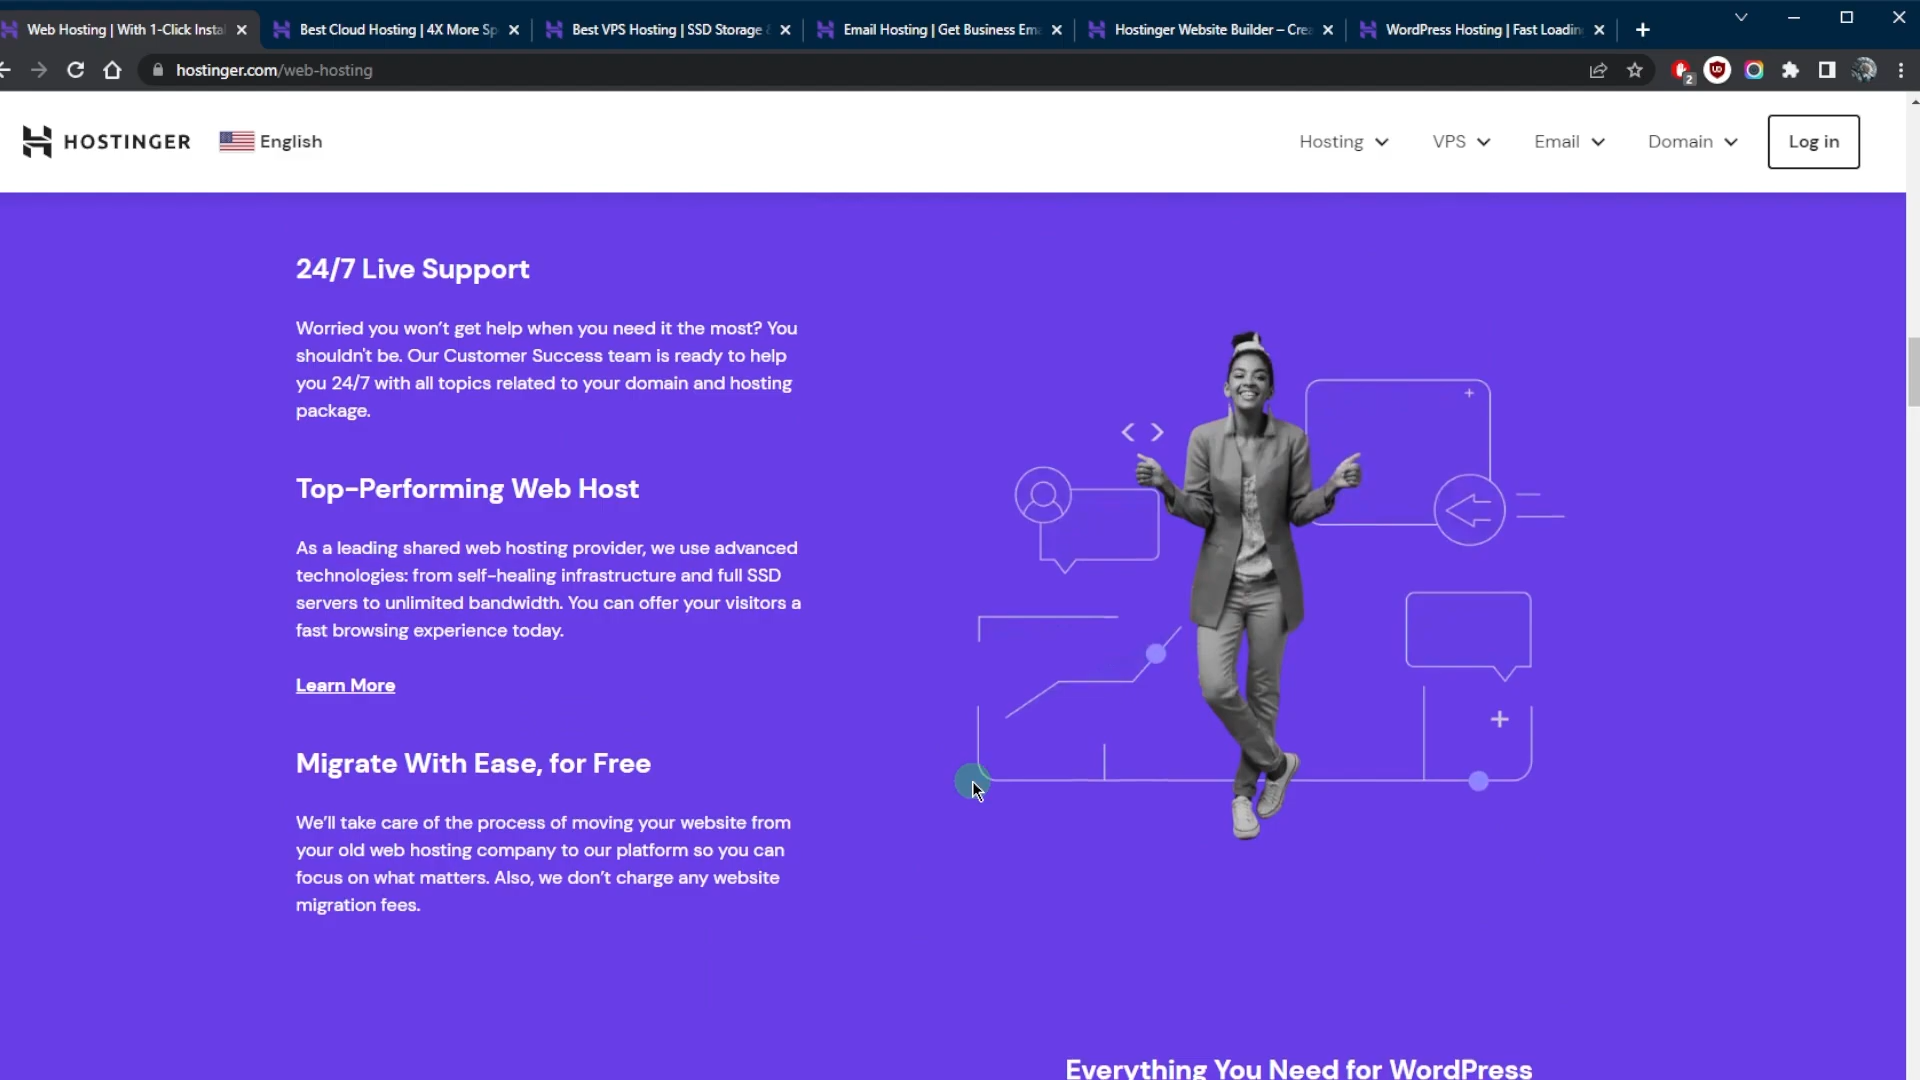 Web Hosting | With 1-Click Insta
Best Cloud Hosting | 4X More Sp
Best VPS Hosting | SSD Storage &
Email Hosting | Get Business Em
Hostinger Website Builder – Cre
WordPress Hosting | Fast Loadin
hostinger.com/web-hosting
2
HOSTINGER
English
Hosting
VPS
Email
Domain
Log in
24/7 Live Support
Worried you won’t get help when you need it the most? You
shouldn't be. Our Customer Success team is ready to help
you 24/7 with all topics related to your domain and hosting
package.
Top-Performing Web Host
As a leading shared web hosting provider, we use advanced
technologies: from self-healing infrastructure and full SSD
servers to unlimited bandwidth. You can offer your visitors a
fast browsing experience today.
Learn More
Migrate With Ease, for Free
We’ll take care of the process of moving your website from
your old web hosting company to our platform so you can
focus on what matters. Also, we don’t charge any website
migration fees.
Everything You Need for WordPress